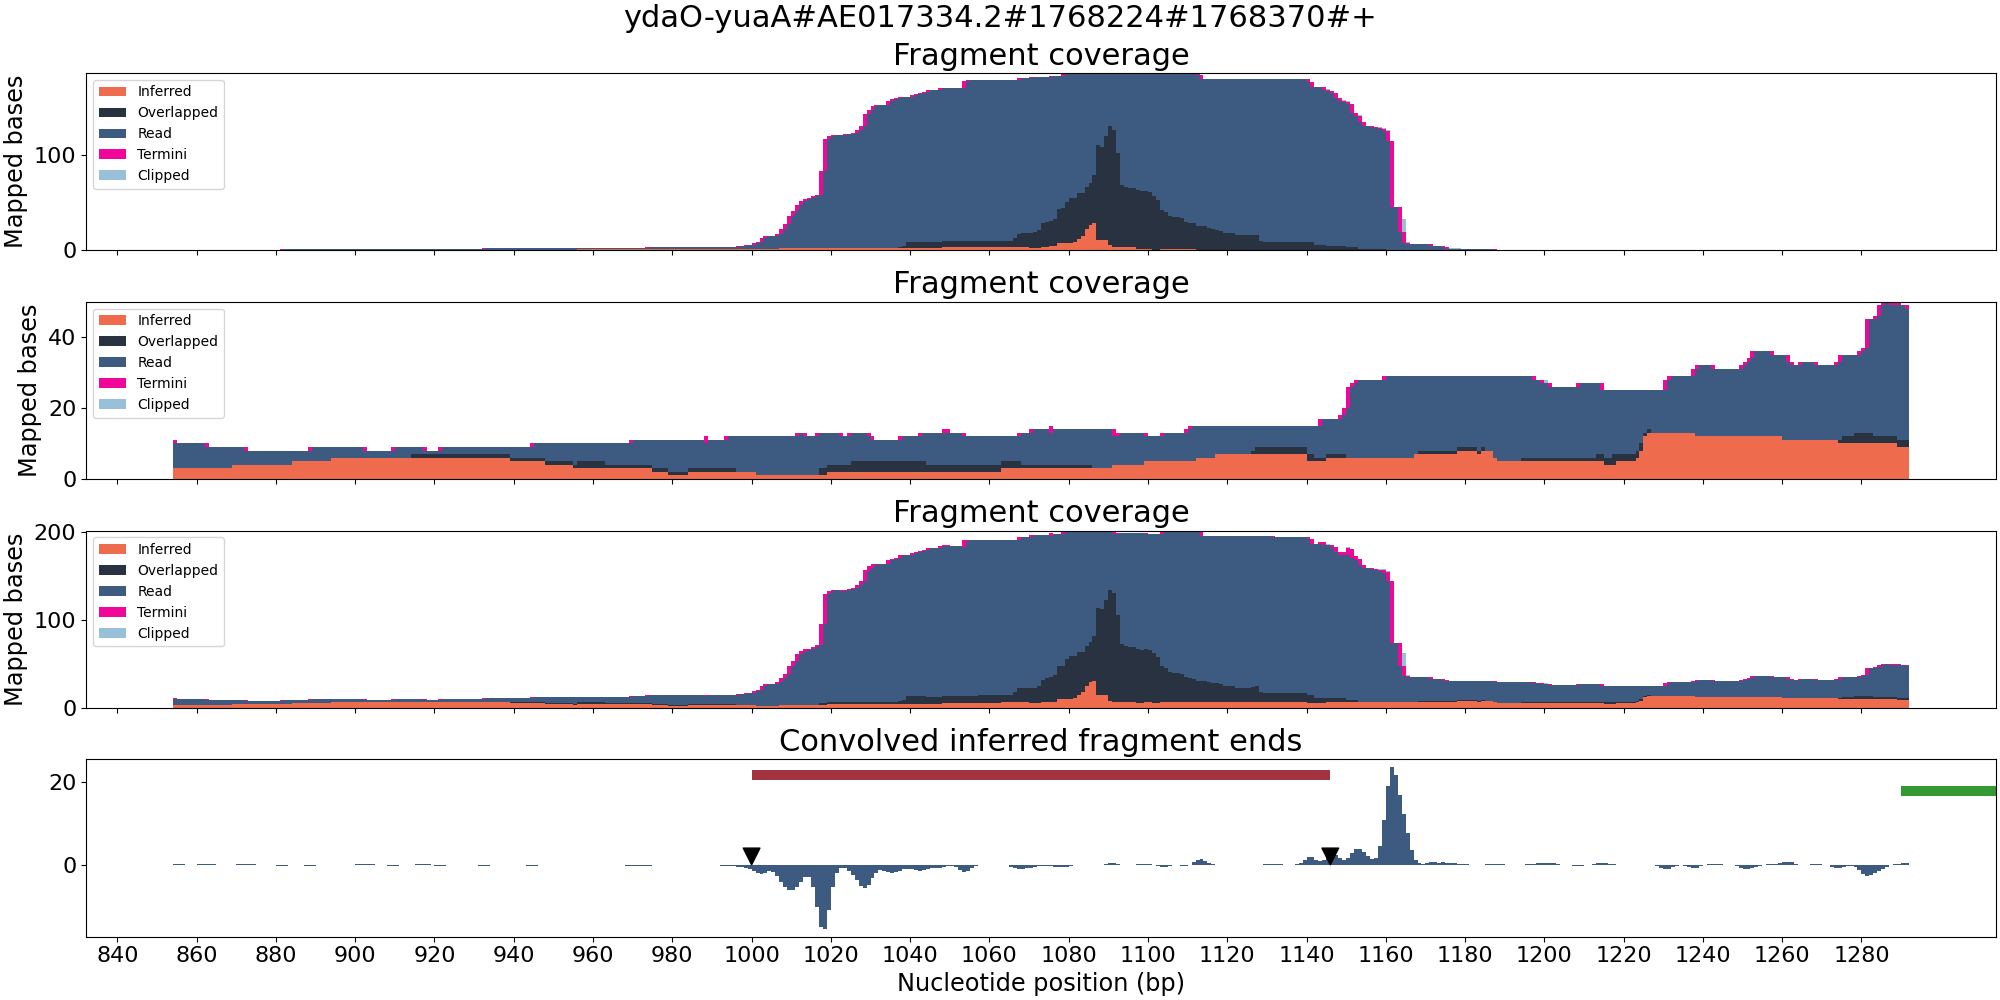 ydaO-yuaA#AE017334.2#1768224#1768370#+
Fragment coverage
Mapped bases
100
0
Inferred
Overlapped
Read
Termini
Clipped
Fragment coverage
Mapped bases
40
20
0
Inferred
Overlapped
Read
Termini
Clipped
Fragment coverage
Mapped bases
200
100
0
Inferred
Overlapped
Read
Termini
Clipped
Convolved inferred fragment ends
20
0
840 860 880 900 920 940 960 980 1000 1020 1040 1060 1080 1100 1120 1140 1160 1180 1200 1220 1240 1260 1280
Nucleotide position (bp)